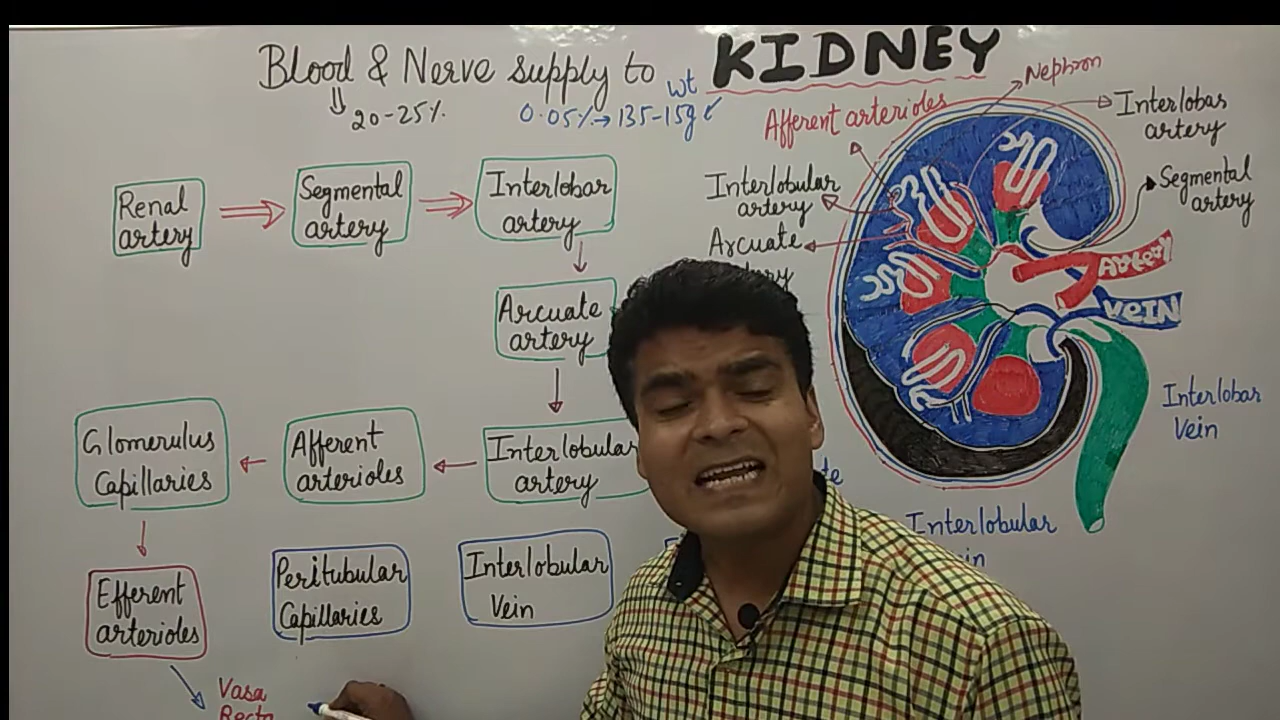 Blood & Nerve supply to KIDNEY
20-25%
0.05% → 135-15g
wt
Nephron
Afferent arterioles
Interlobar
artery
Segmental
artery
Interlobular
artery
Arcuate
Artery
Vein
Renal
artery
Segmental
artery
Interlobar
artery
Arcuate
artery
Interlobular
artery
Afferent
arterioles
Glomerulus
Capillaries
Efferent
arterioles
Peritubular
Capillaries
Interlobular
Vein
Vasa
Recta
Interlobar
Vein
Interlobular